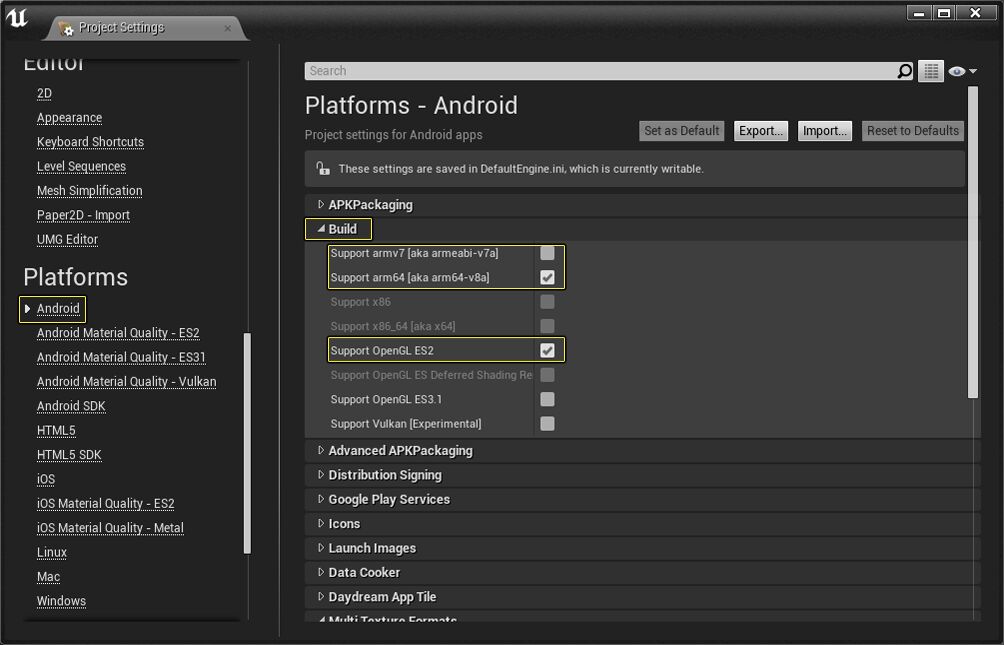 Project Settings
Editor
2D
Appearance
Keyboard Shortcuts
Level Sequences
Mesh Simplification
Paper2D - Import
UMG Editor
Platforms
Android
Android Material Quality - ES2
Android Material Quality - ES31
Android Material Quality - Vulkan
Android SDK
HTML5
HTML5 SDK
iOS
iOS Material Quality - ES2
iOS Material Quality - Metal
Linux
Mac
Windows
Search
Platforms - Android
Project settings for Android apps
Set as Default Export... Import... Reset to Defaults
These settings are saved in DefaultEngine.ini, which is currently writable.
APKPackaging
Build
Support armv7 [aka armeabi-v7a]
Support arm64 [aka arm64-v8a]
Support x86
Support x86_64 [aka x64]
Support OpenGL ES2
Support OpenGL ES Deferred Shading Re
Support OpenGL ES3.1
Support Vulkan [Experimental]
Advanced APKPackaging
Distribution Signing
Google Play Services
Icons
Launch Images
Data Cooker
Daydream App Tile
Multi Texture Formats